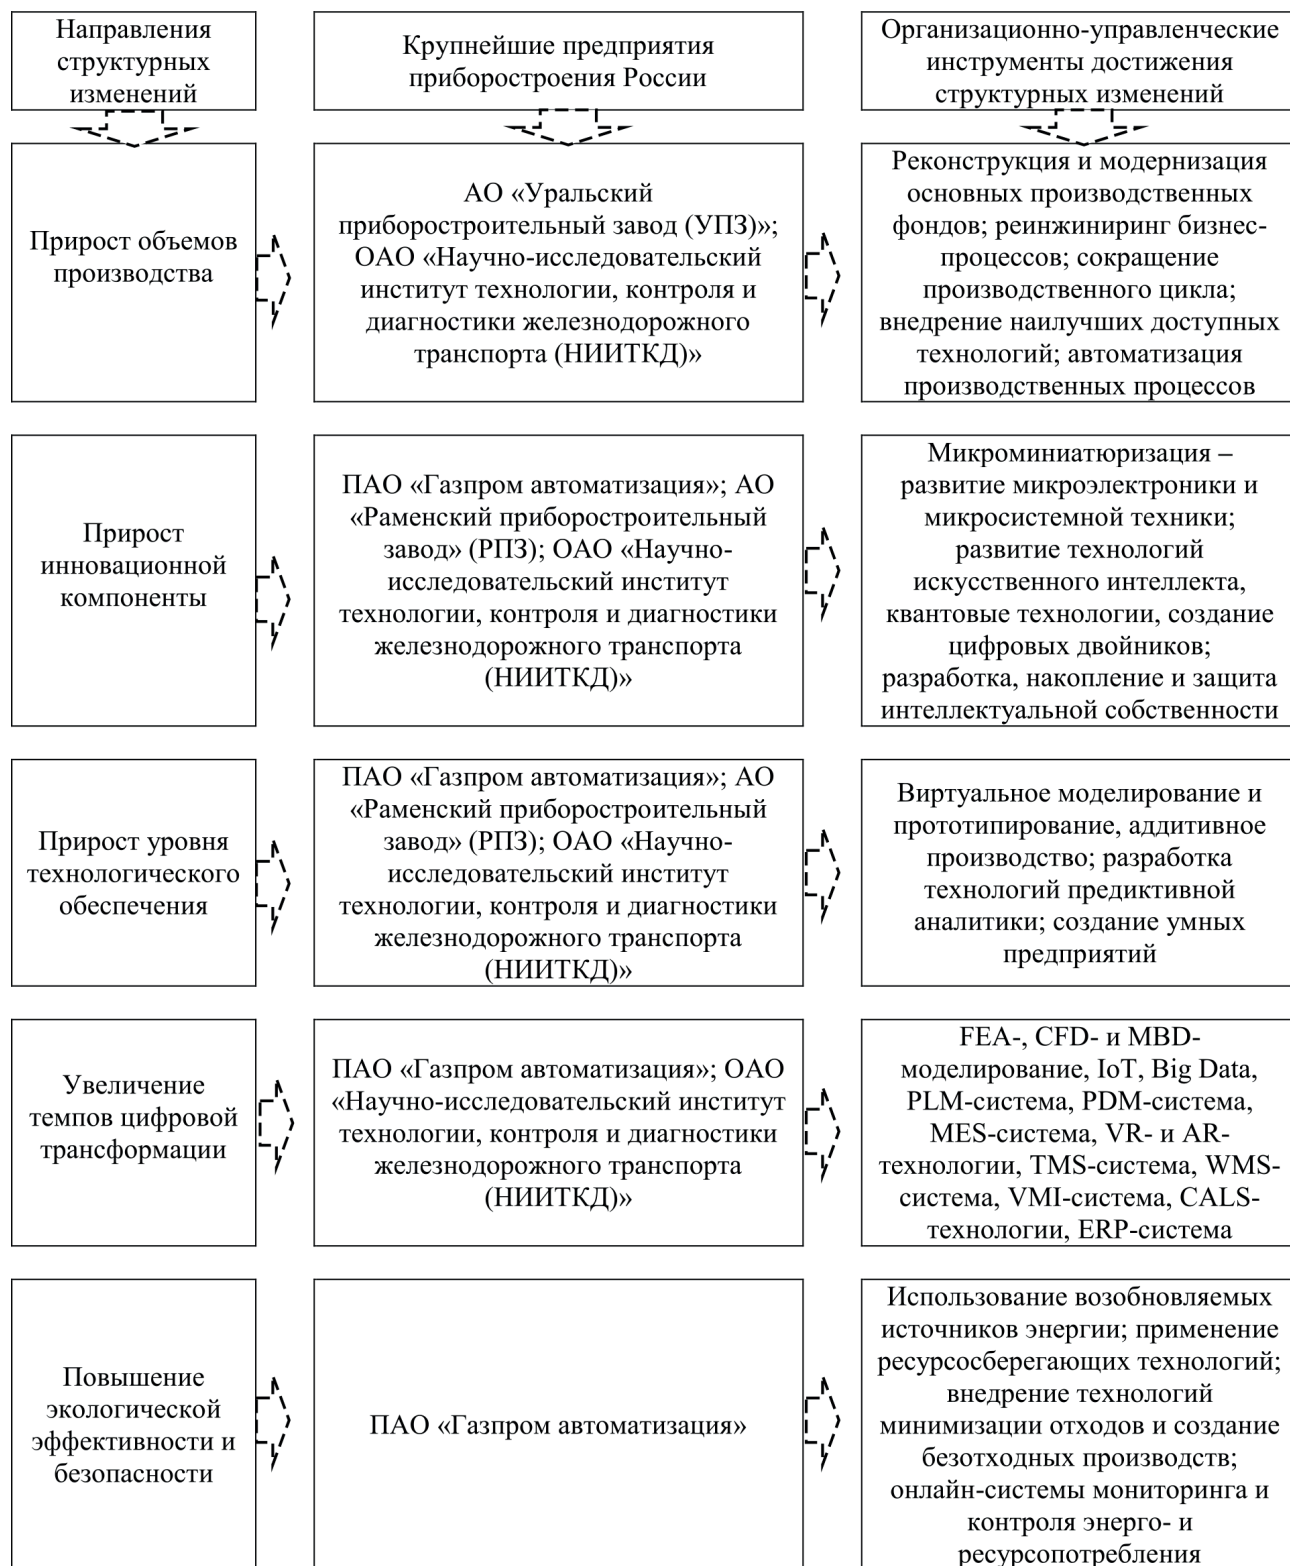 Направления
структурных
изменений
Крупнейшие предприятия
приборостроения России
Организационно-управленческие
инструменты достижения
структурных изменений
Прирост объемов
производства
АО «Уральский
приборостроительный завод (УПЗ)»;
ОАО «Научно-исследовательский
институт технологии, контроля и
диагностики железнодорожного
транспорта (НИИТКД)»
Реконструкция и модернизация
основных производственных
фондов; реинжиниринг бизнес-
процессов; сокращение
производственного цикла;
внедрение наилучших доступных
технологий; автоматизация
производственных процессов
Прирост
инновационной
компоненты
ПАО «Газпром автоматизация»; АО
«Раменский приборостроительный
завод» (РПЗ); ОАО «Научно-
исследовательский институт
технологии, контроля и диагностики
железнодорожного транспорта
(НИИТКД)»
Микроминиатюризация –
развитие микроэлектроники и
микросистемной техники;
развитие технологий
искусственного интеллекта,
квантовые технологии, создание
цифровых двойников;
разработка, накопление и защита
интеллектуальной собственности
Прирост уровня
технологического
обеспечения
ПАО «Газпром автоматизация»; АО
«Раменский приборостроительный
завод» (РПЗ); ОАО «Научно-
исследовательский институт
технологии, контроля и диагностики
железнодорожного транспорта
(НИИТКД)»
Виртуальное моделирование и
прототипирование, аддитивное
производство; разработка
технологий предиктивной
аналитики; создание умных
предприятий
Увеличение
темпов цифровой
трансформации
ПАО «Газпром автоматизация»; ОАО
«Научно-исследовательский институт
технологии, контроля и диагностики
железнодорожного транспорта
(НИИТКД)»
FEA-, CFD- и MBD-
моделирование, IoT, Big Data,
PLM-система, PDM-система,
MES-система, VR- и AR-
технологии, TMS-система, WMS-
система, VMI-система, CALS-
технологии, ERP-система
Повышение
экологической
эффективности и
безопасности
ПАО «Газпром автоматизация»
Использование возобновляемых
источников энергии; применение
ресурсосберегающих технологий;
внедрение технологий
минимизации отходов и создание
безотходных производств;
онлайн-системы мониторинга и
контроля энерго- и
ресурсопотребления